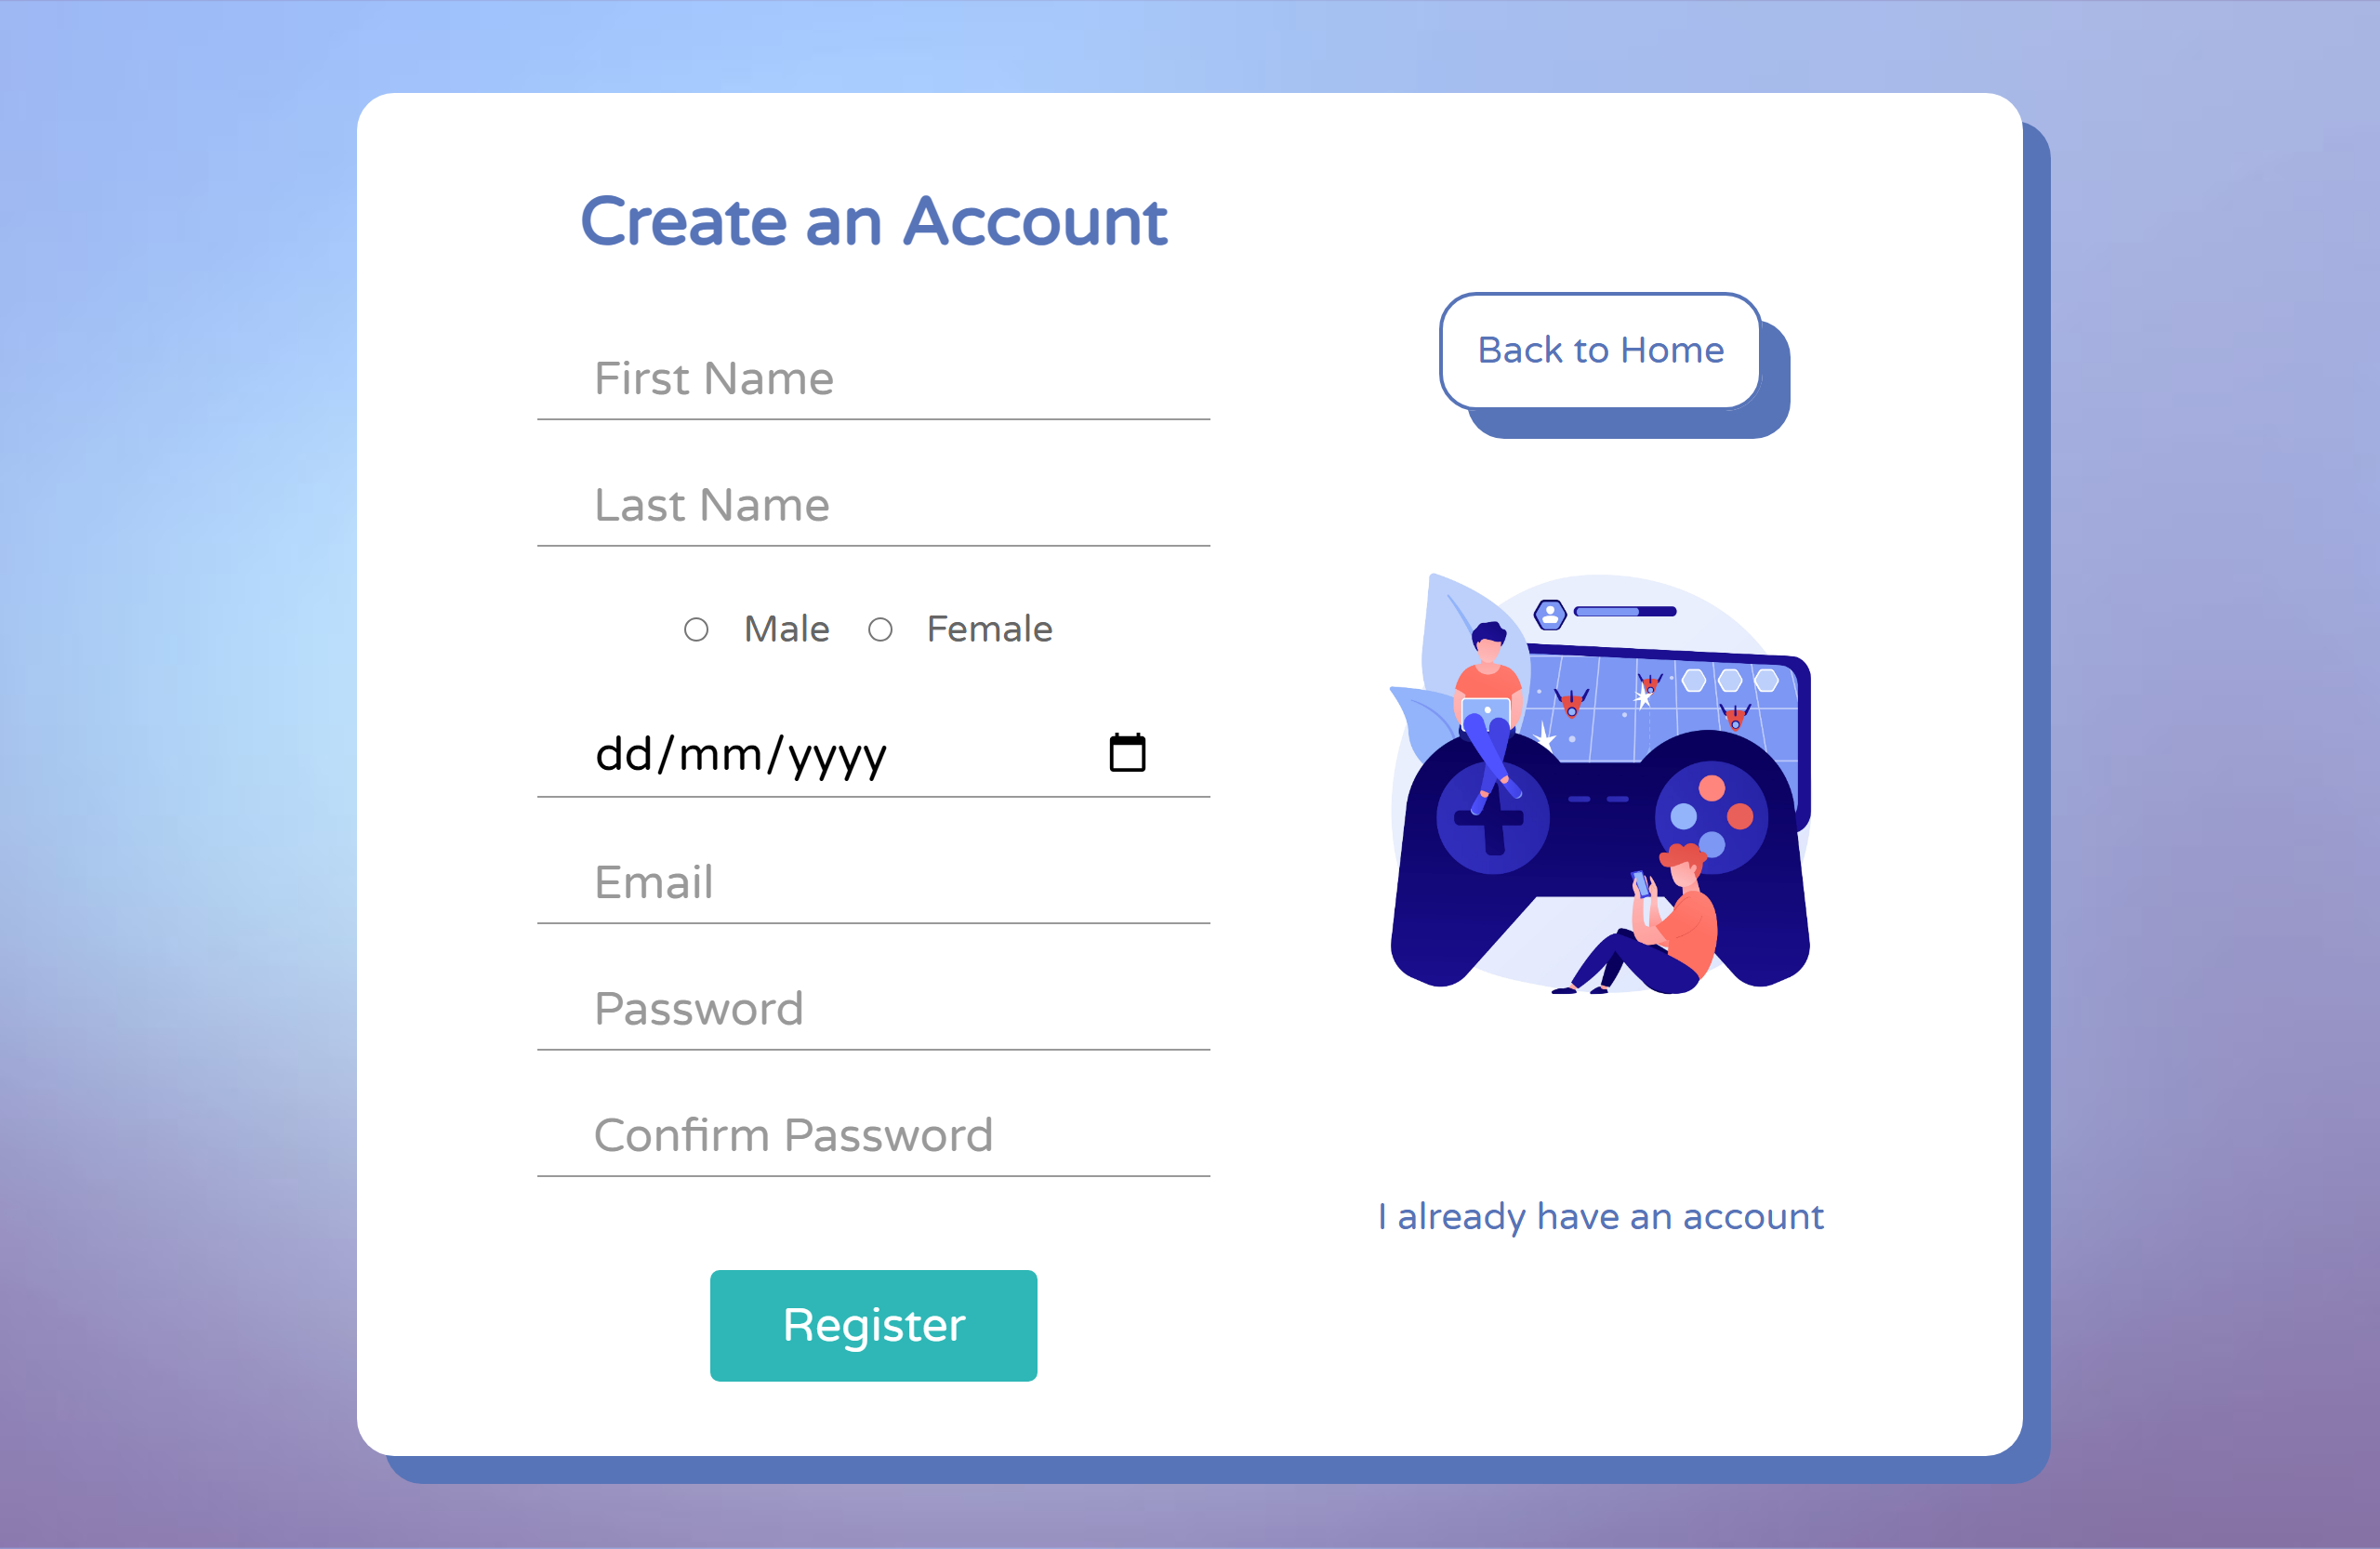 Create an Account
First Name
Last Name
Male Female
dd/mm/yyyy
Email
Password
Confirm Password
Register
Back to Home
I already have an account